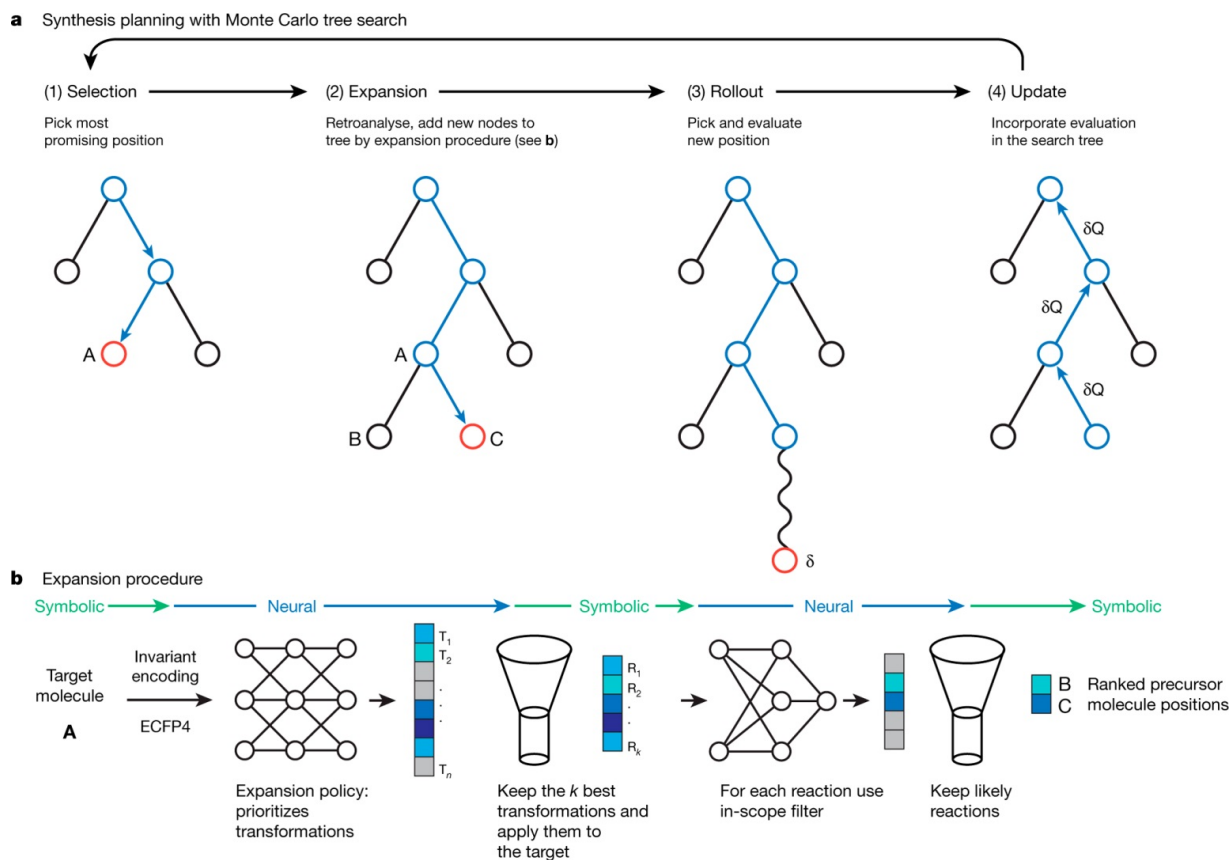 a Synthesis planning with Monte Carlo tree search
(1) Selection
Pick most
promising position
(2) Expansion
Retroanalyse, add new nodes to
tree by expansion procedure (see b)
(3) Rollout
Pick and evaluate
new position
(4) Update
Incorporate evaluation
in the search tree
A
A
B
C
δ
δQ
δQ
δQ
b Expansion procedure
Symbolic
Neural
Symbolic
Neural
Symbolic
Target
molecule
A
Invariant
encoding
ECFP4
T1
T2
.
.
.
Tn
R1
R2
.
.
Rk
B
C
Ranked precursor
molecule positions
Expansion policy:
prioritizes
transformations
Keep the k best
transformations and
apply them to
the target
For each reaction use
in-scope filter
Keep likely
reactions